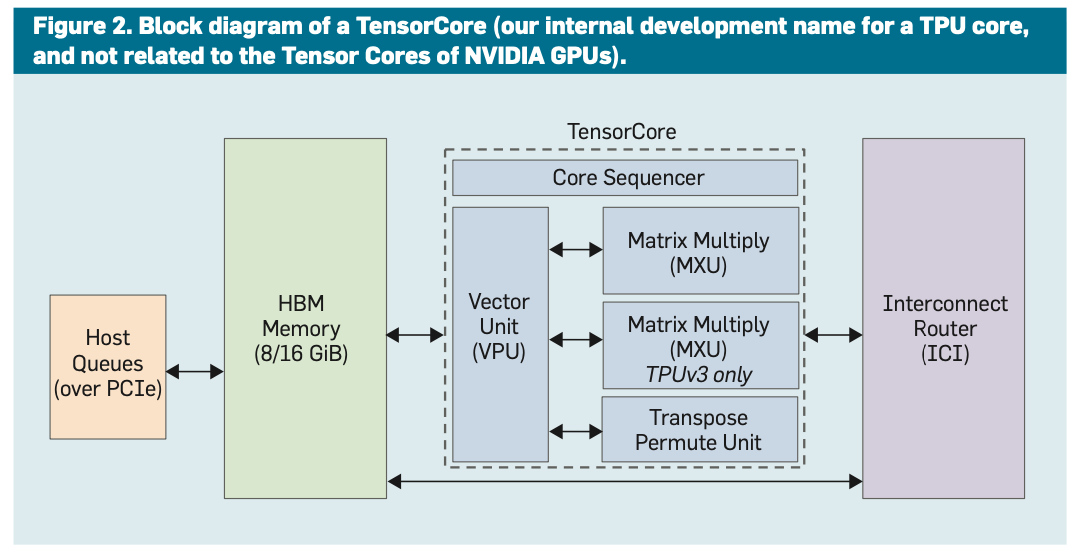 Figure 2. Block diagram of a TensorCore (our internal development name for a TPU core,
and not related to the Tensor Cores of NVIDIA GPUs).
TensorCore
Core Sequencer
Host
Queues
(over PCIe)
HBM
Memory
(8/16 GiB)
Vector
Unit
(VPU)
Matrix Multiply
(MXU)
Matrix Multiply
(MXU)
TPUv3 only
Transpose
Permute Unit
Interconnect
Router
(ICI)